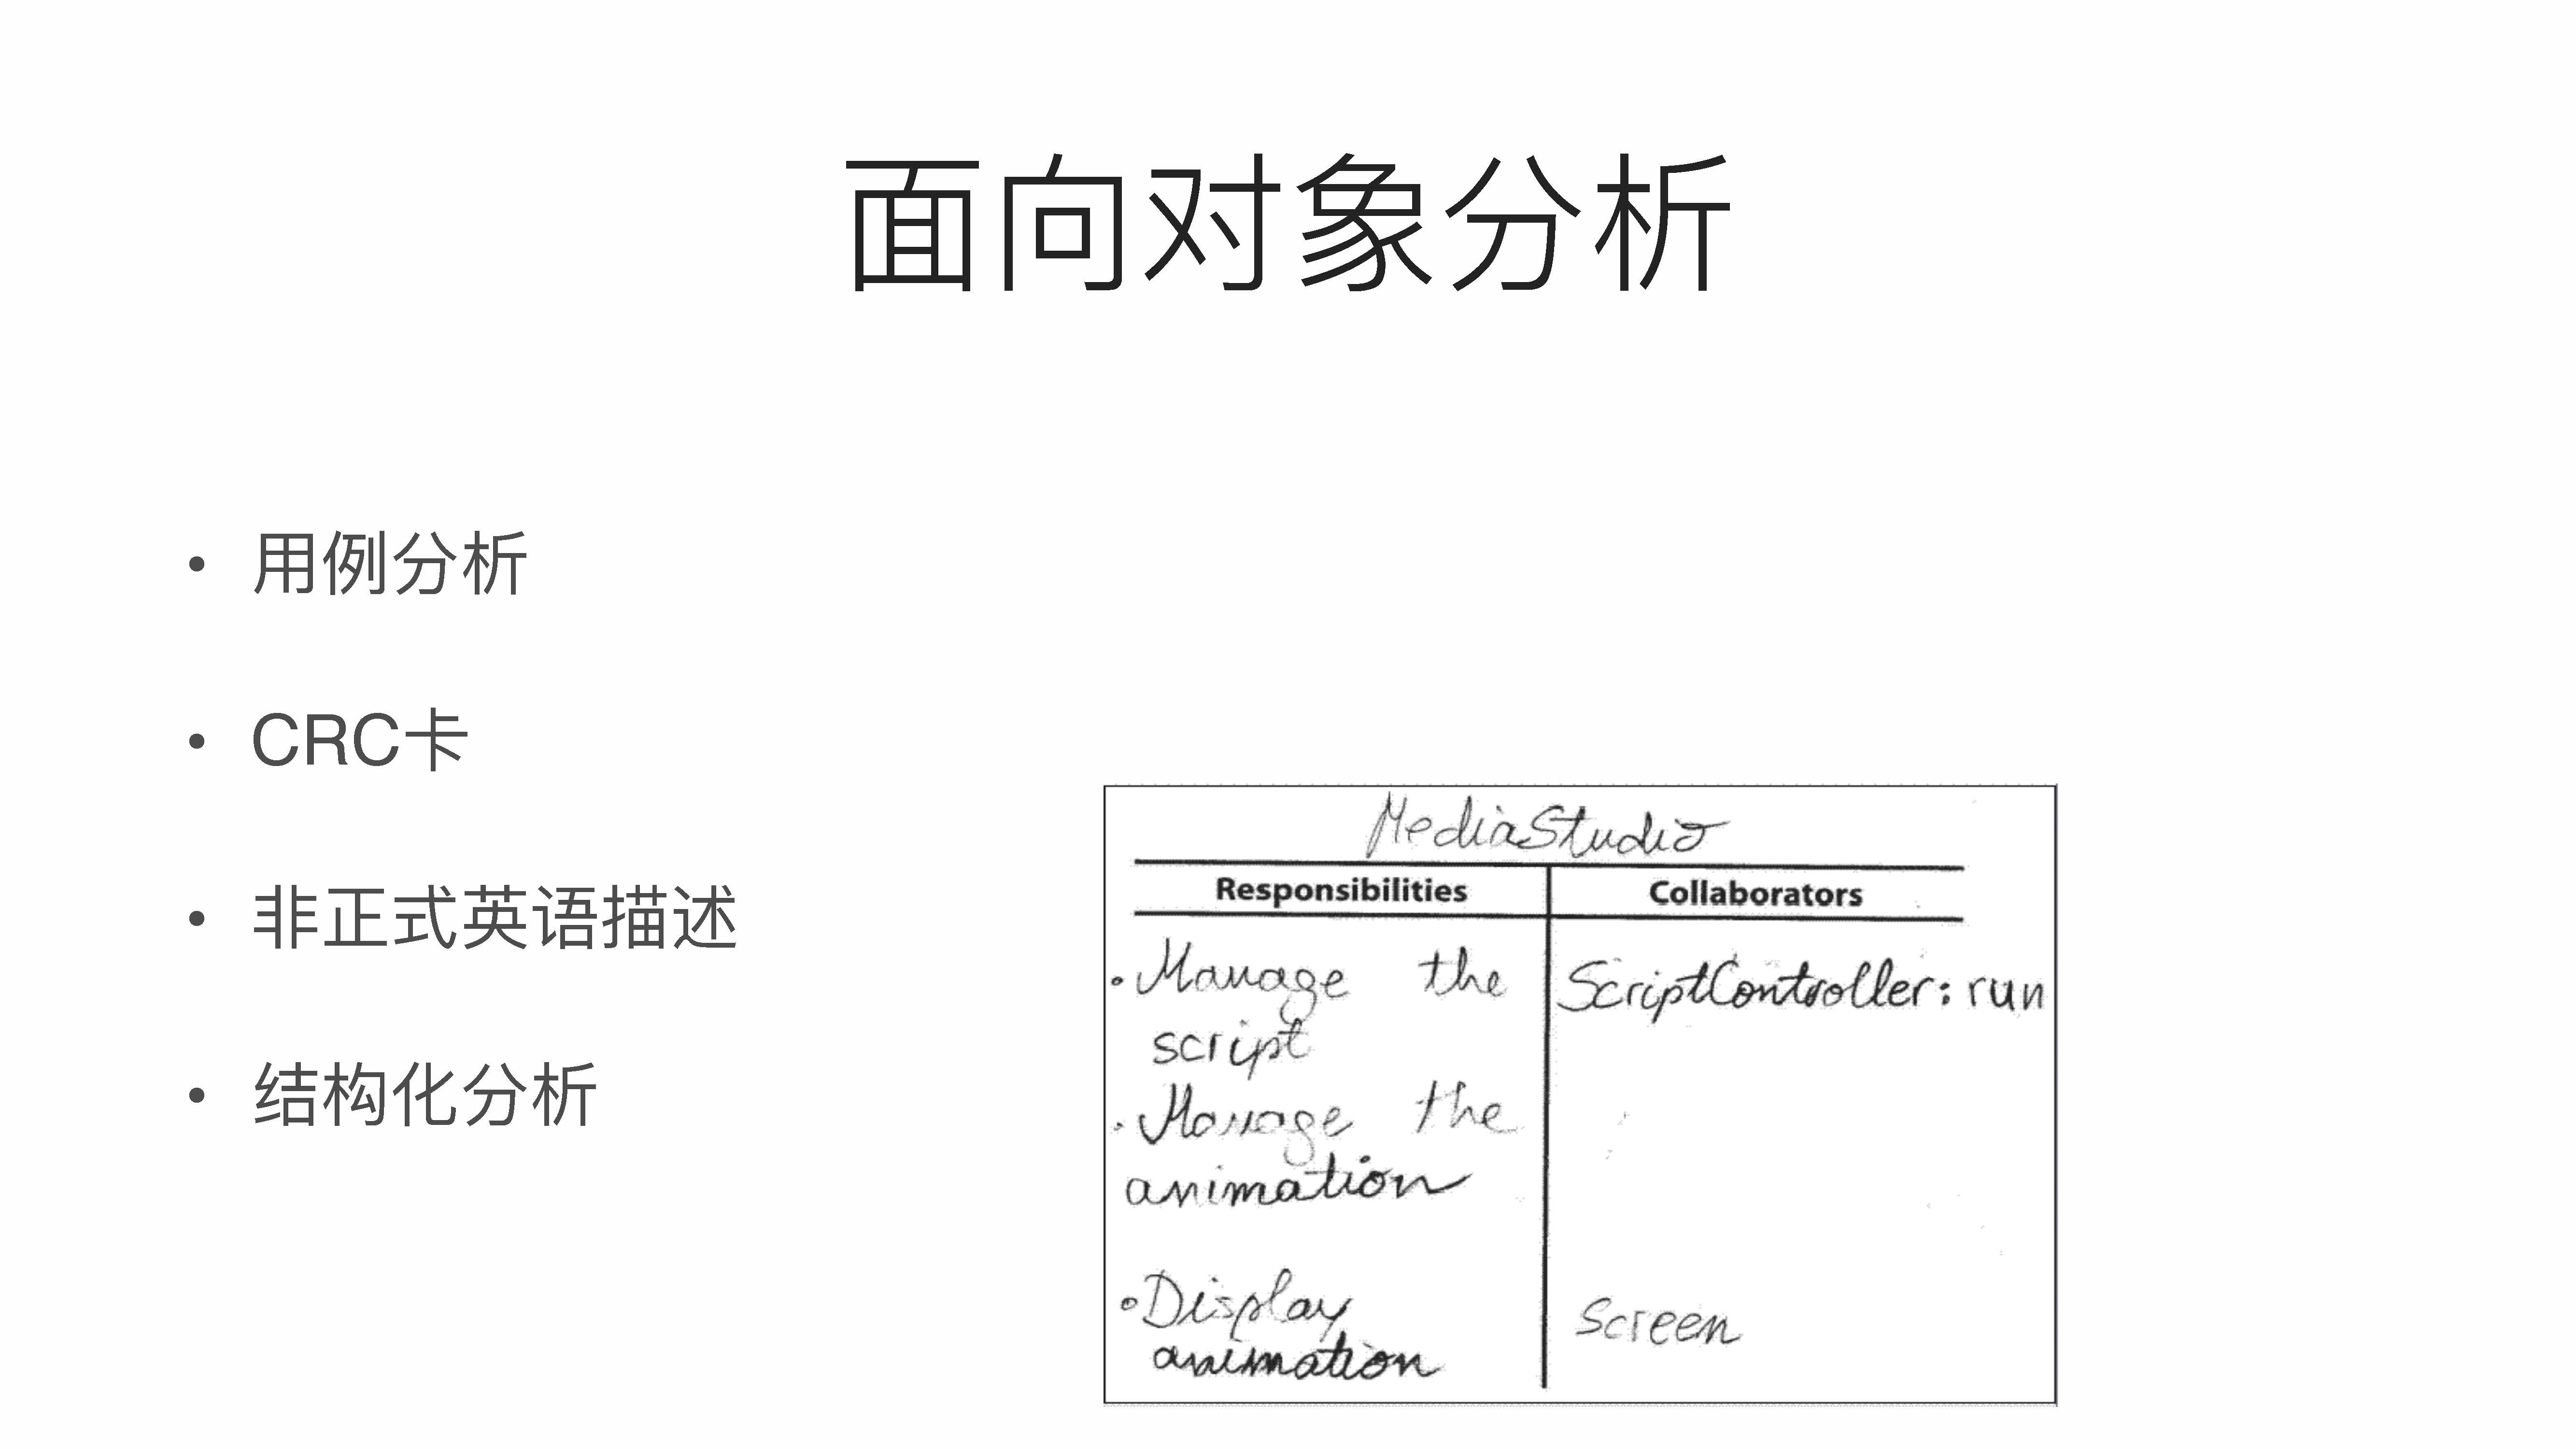 面向对象分析
• 用例分析
• CRC卡
• 非正式英语描述
• 结构化分析
MediaStudio
Responsibilities Collaborators
• Manage the ScriptController: run
script
• Manage the
animation
• Display Screen
animation